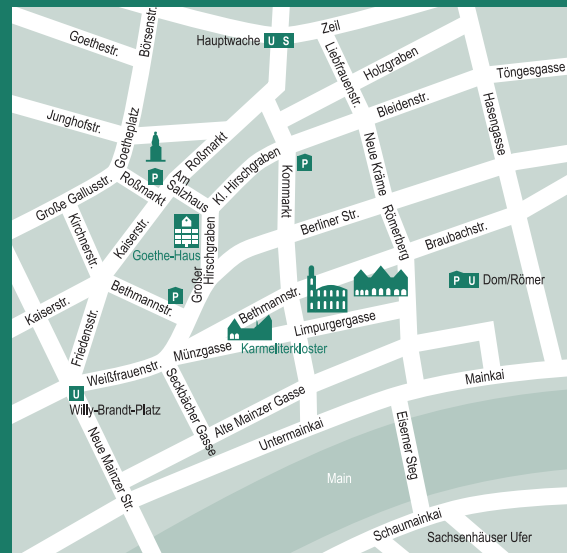 Zeil
Börsenstr.
Goethestr.
Hauptwache U S
Liebfrauenstr.
Holzgraben
Töngesgasse
Hasengasse
Junghofstr.
Goetheplatz
Bleidenstr.
Roßmarkt
Am
Salzhaus
Kl. Hirschgraben
P
P
Kornmarkt
Neue Kräme
Roßmarkt
Große Gallusstr.
Kirchnerstr.
Kaiserstr.
Berliner Str.
Römerberg
Braubachstr.
Goethe-Haus
Großer
Hirschgraben
P U Dom/Römer
Kaiserstr.
Bethmannstr.
P
Bethmannstr.
Limpurgergasse
Friedensstr.
Münzgasse
Karmeliterkloster
Weißfrauenstr.
Mainkai
U
Willy-Brandt-Platz
Seckbächer Gasse
Alte Mainzer Gasse
Untermainkai
Eiserner Steg
Neue Mainzer Str.
Main
Schaumainkai
Sachsenhäuser Ufer